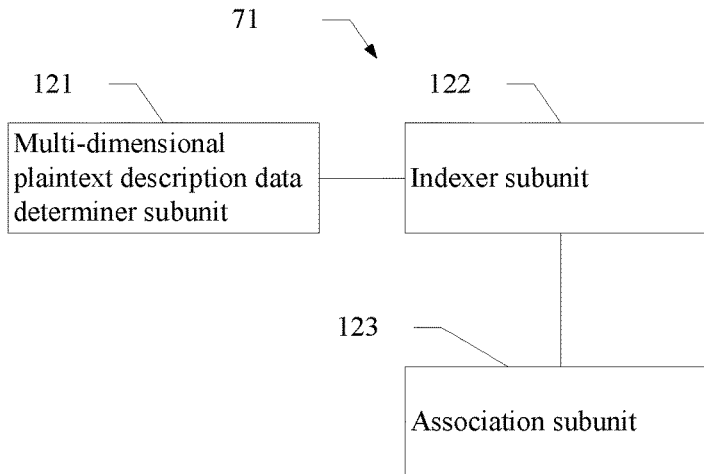 71
121
122
Multi-dimensional
plaintext description data
determiner subunit
Indexer subunit
123
Association subunit